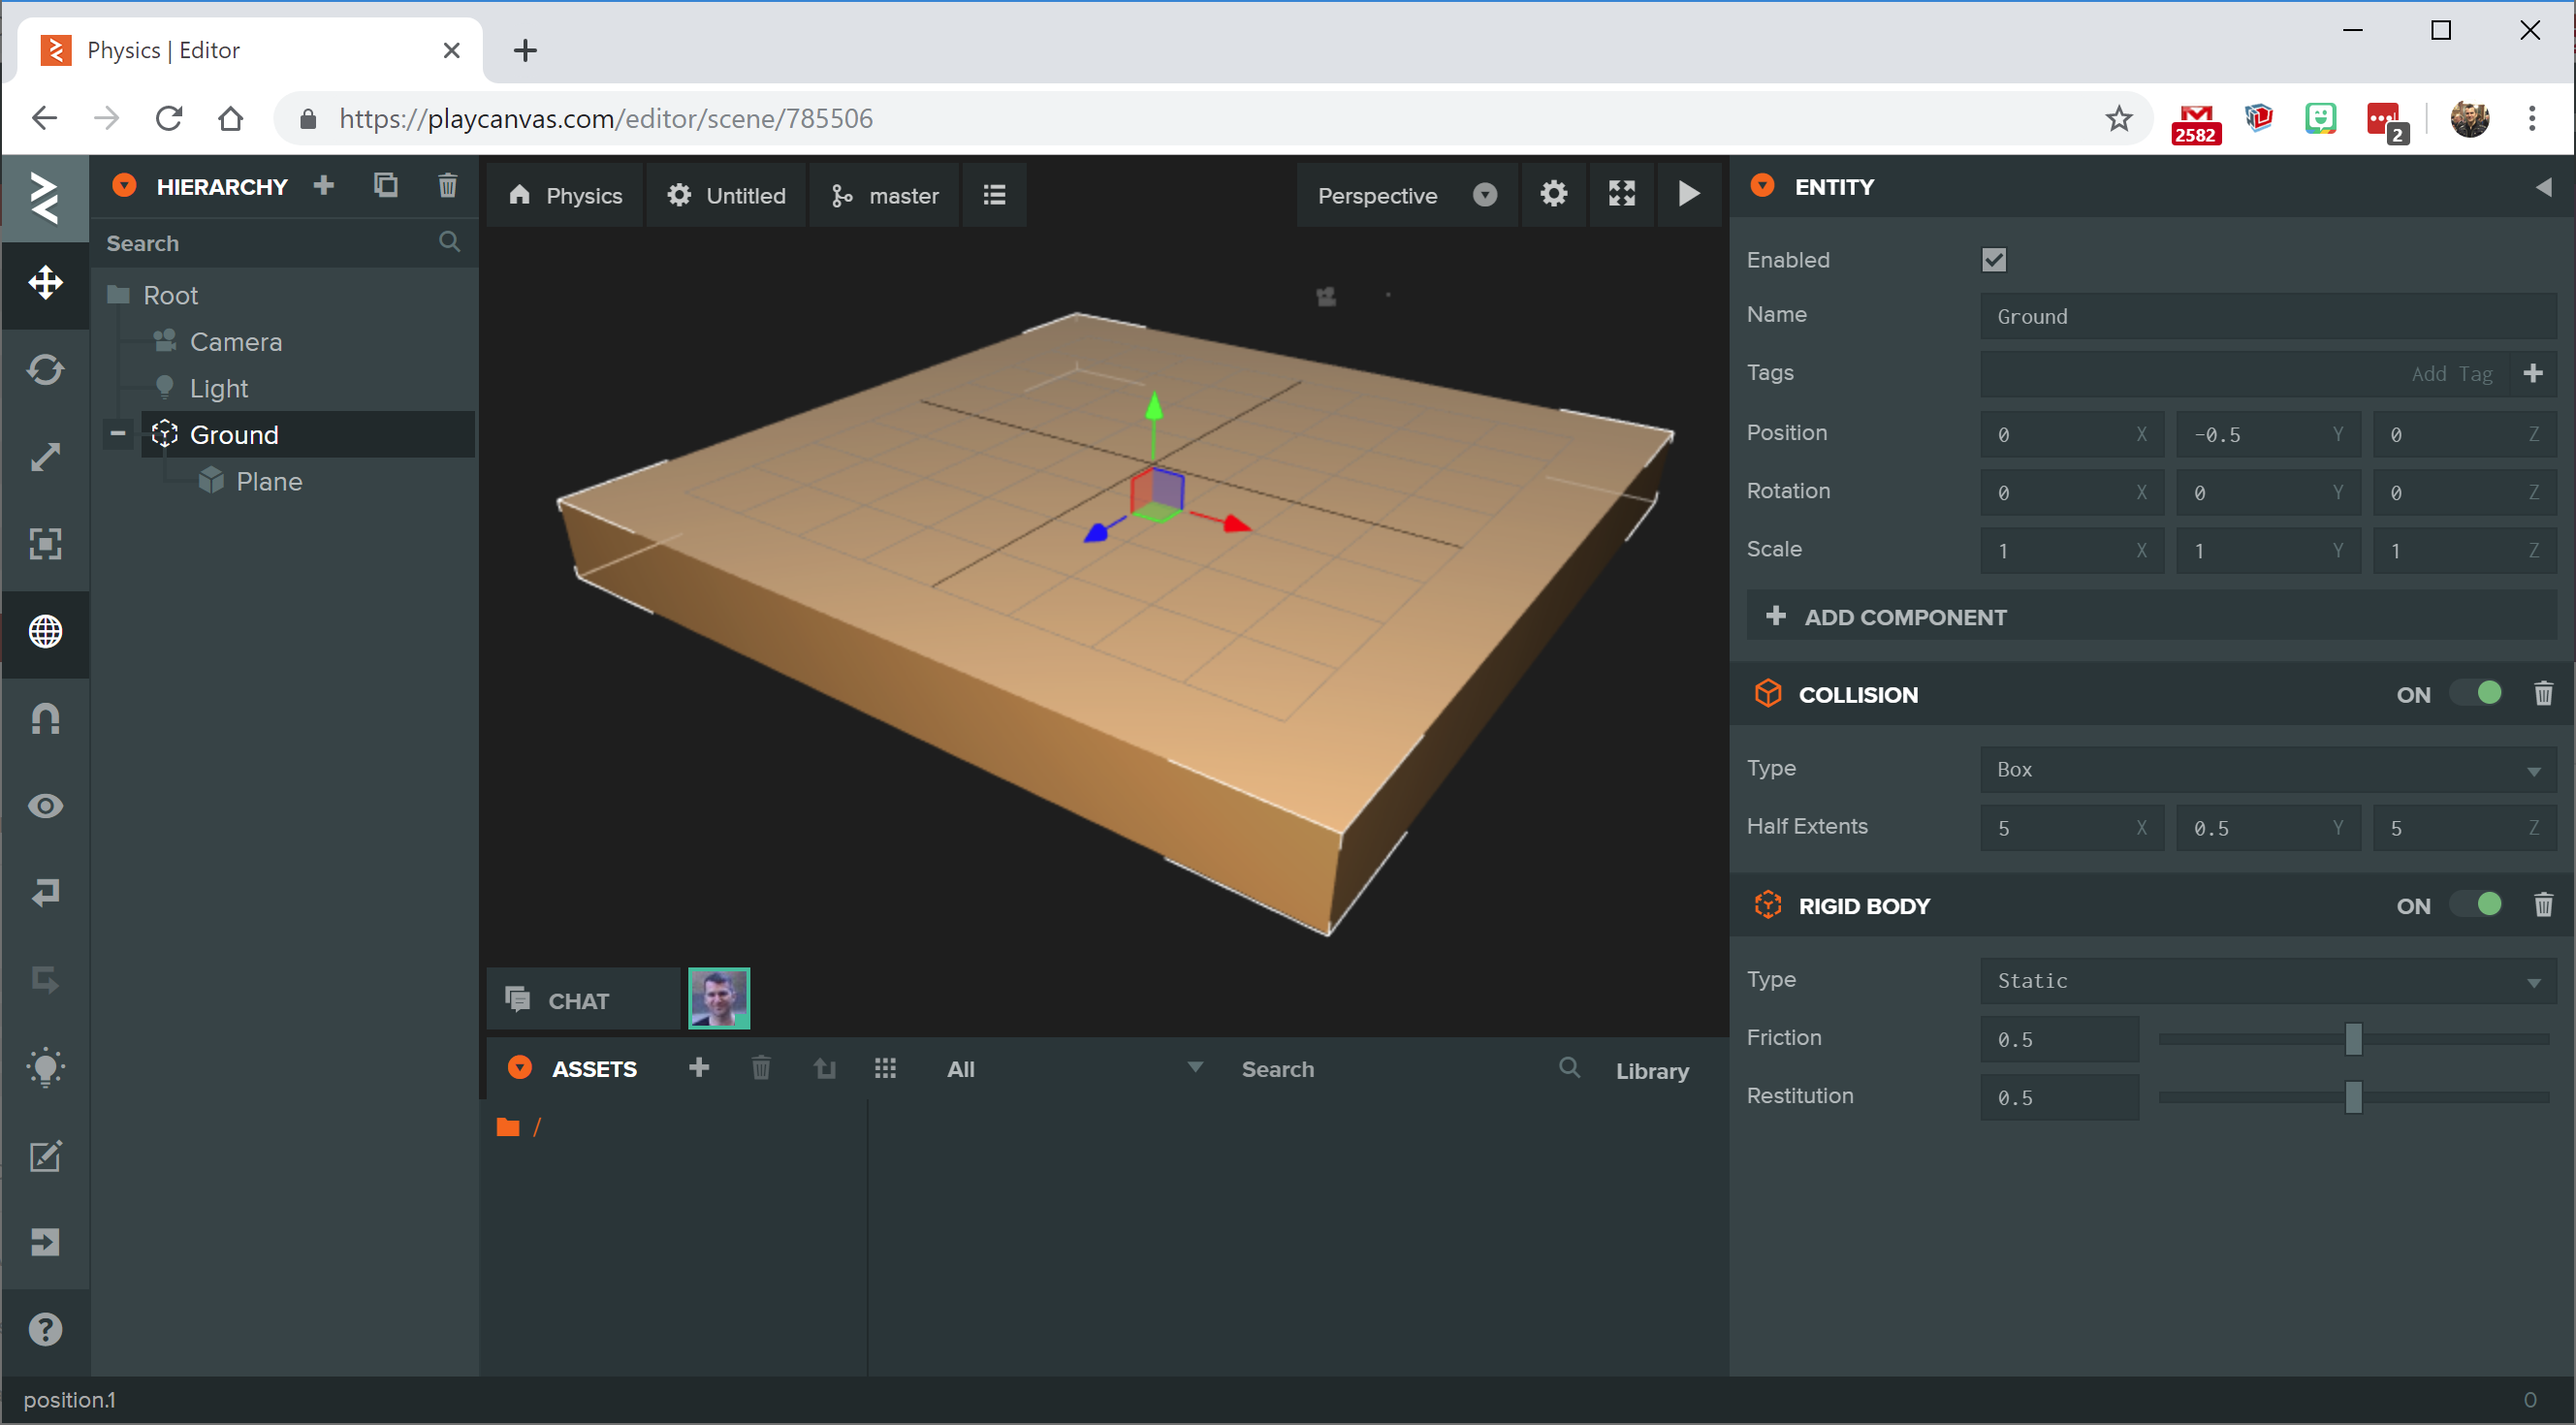 Physics | Editor
https://playcanvas.com/editor/scene/785506
2582
2
HIERARCHY
Search
Root
Camera
Light
Ground
Plane
Physics
Untitled
master
Perspective
CHAT
ASSETS
All
Search
Library
/
ENTITY
Enabled
Name
Ground
Tags
Add Tag
Position
0 X -0.5 Y 0 Z
Rotation
0 X 0 Y 0 Z
Scale
1 X 1 Y 1 Z
ADD COMPONENT
COLLISION
ON
Type
Box
Half Extents
5 X 0.5 Y 5 Z
RIGID BODY
ON
Type
Static
Friction
0.5
Restitution
0.5
position.1
0